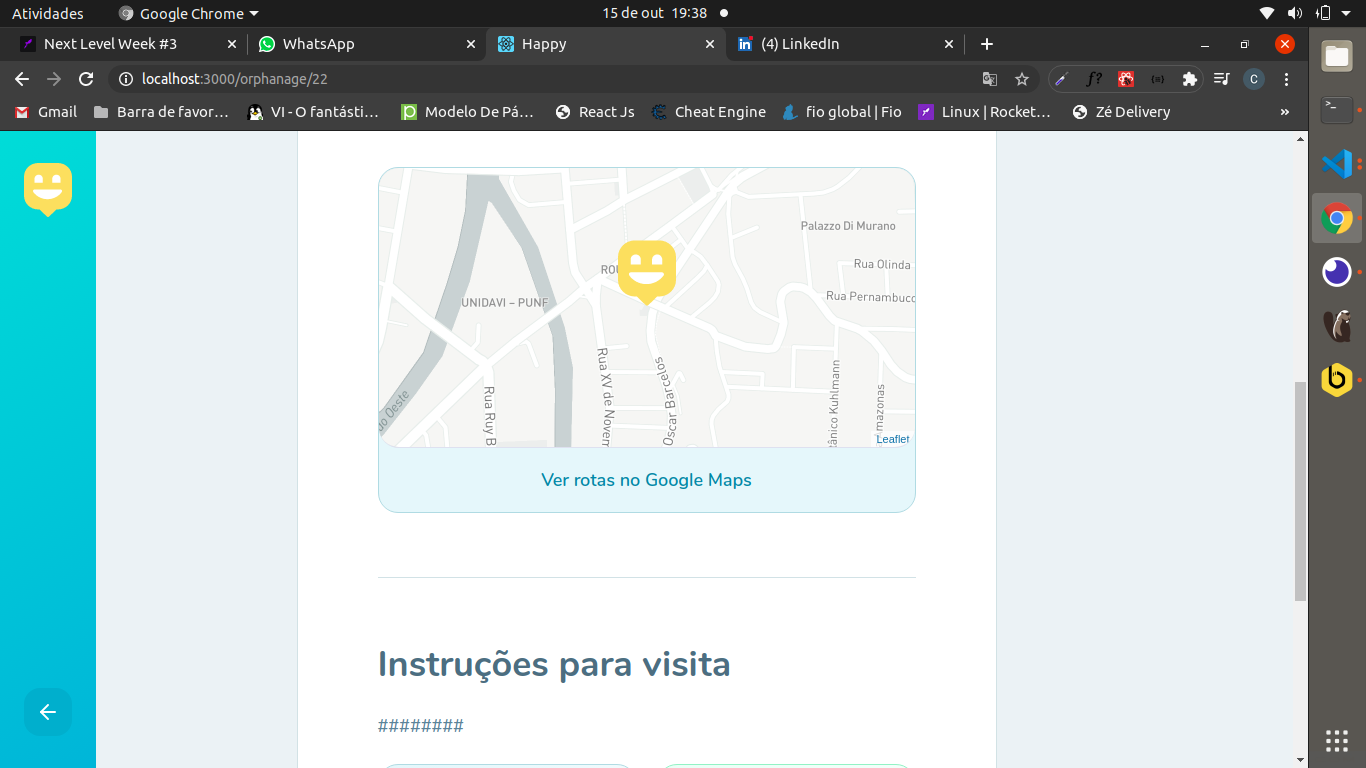 Atividades
Google Chrome
15 de out 19:38
Next Level Week #3
WhatsApp
Happy
(4) LinkedIn
localhost:3000/orphanage/22
f?
C
Gmail
Barra de favor…
VI - O fantásti…
Modelo De Pá…
React Js
Cheat Engine
fio global | Fio
Linux | Rocket…
Zé Delivery
»
Palazzo Di Murano
Rua Olinda
ROU
Rua Pernambuco
UNIDAVI – PUNF
Rua XV de Novem
Oscar Barcelos
Rua Ruy B
do Oeste
ânico Kuhlmann
mazonas
Leaflet
Ver rotas no Google Maps
Instruções para visita
########